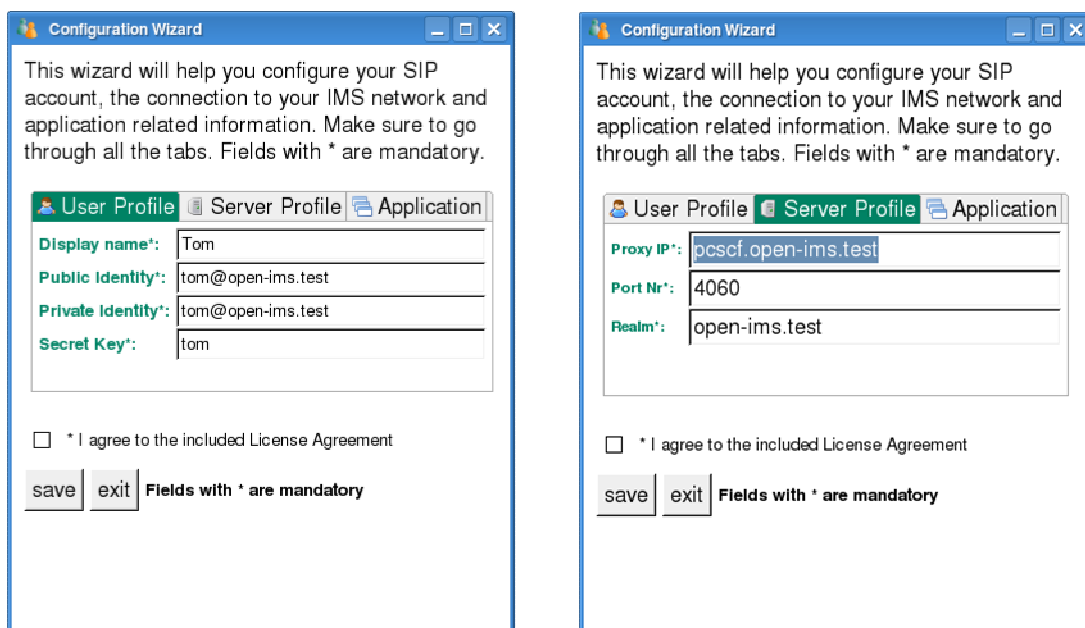 Configuration Wizard
This wizard will help you configure your SIP
account, the connection to your IMS network and
application related information. Make sure to go
through all the tabs. Fields with * are mandatory.
User Profile Server Profile Application
Display name*: Tom
Public Identity*: tom@open-ims.test
Private Identity*: tom@open-ims.test
Secret Key*: tom
* I agree to the included License Agreement
save exit Fields with * are mandatory
Configuration Wizard
This wizard will help you configure your SIP
account, the connection to your IMS network and
application related information. Make sure to go
through all the tabs. Fields with * are mandatory.
User Profile Server Profile Application
Proxy IP*: pcscf.open-ims.test
Port Nr*: 4060
Realm*: open-ims.test
* I agree to the included License Agreement
save exit Fields with * are mandatory